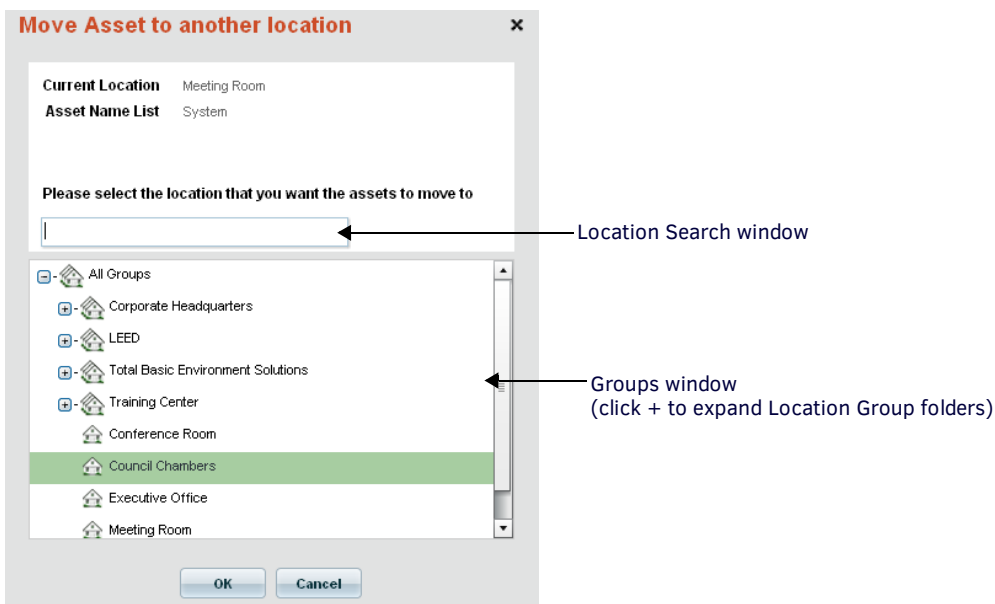 Move Asset to another location
Current Location Meeting Room
Asset Name List System
Please select the location that you want the assets to move to
Location Search window
All Groups
Corporate Headquarters
LEED
Total Basic Environment Solutions
Groups window
(click + to expand Location Group folders)
Training Center
Conference Room
Council Chambers
Executive Office
Meeting Room
OK Cancel